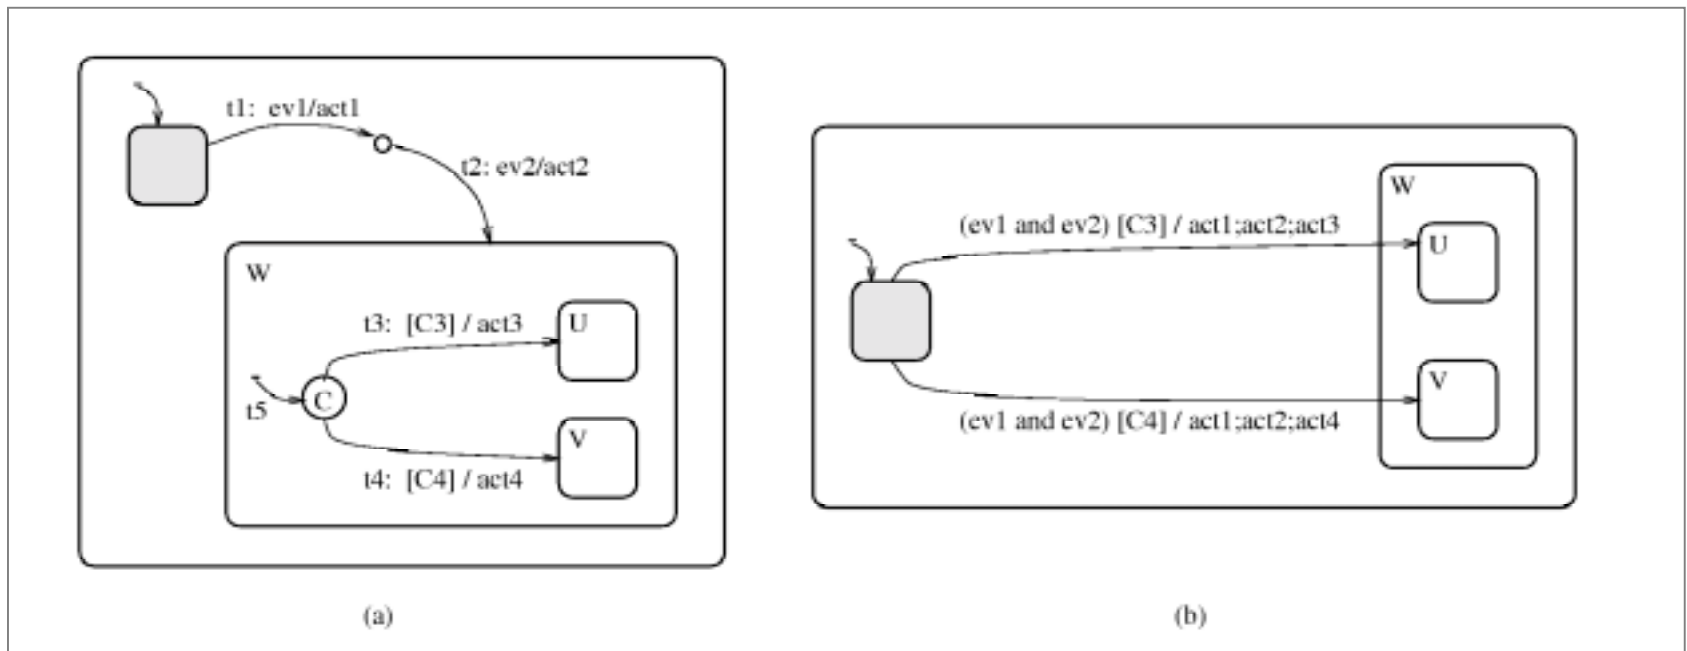 t1: ev1/act1
t2: ev2/act2
W
t3: [C3] / act3
U
C
t5
V
t4: [C4] / act4
(a)
W
(ev1 and ev2) [C3] / act1;act2;act3
U
V
(ev1 and ev2) [C4] / act1;act2;act4
(b)